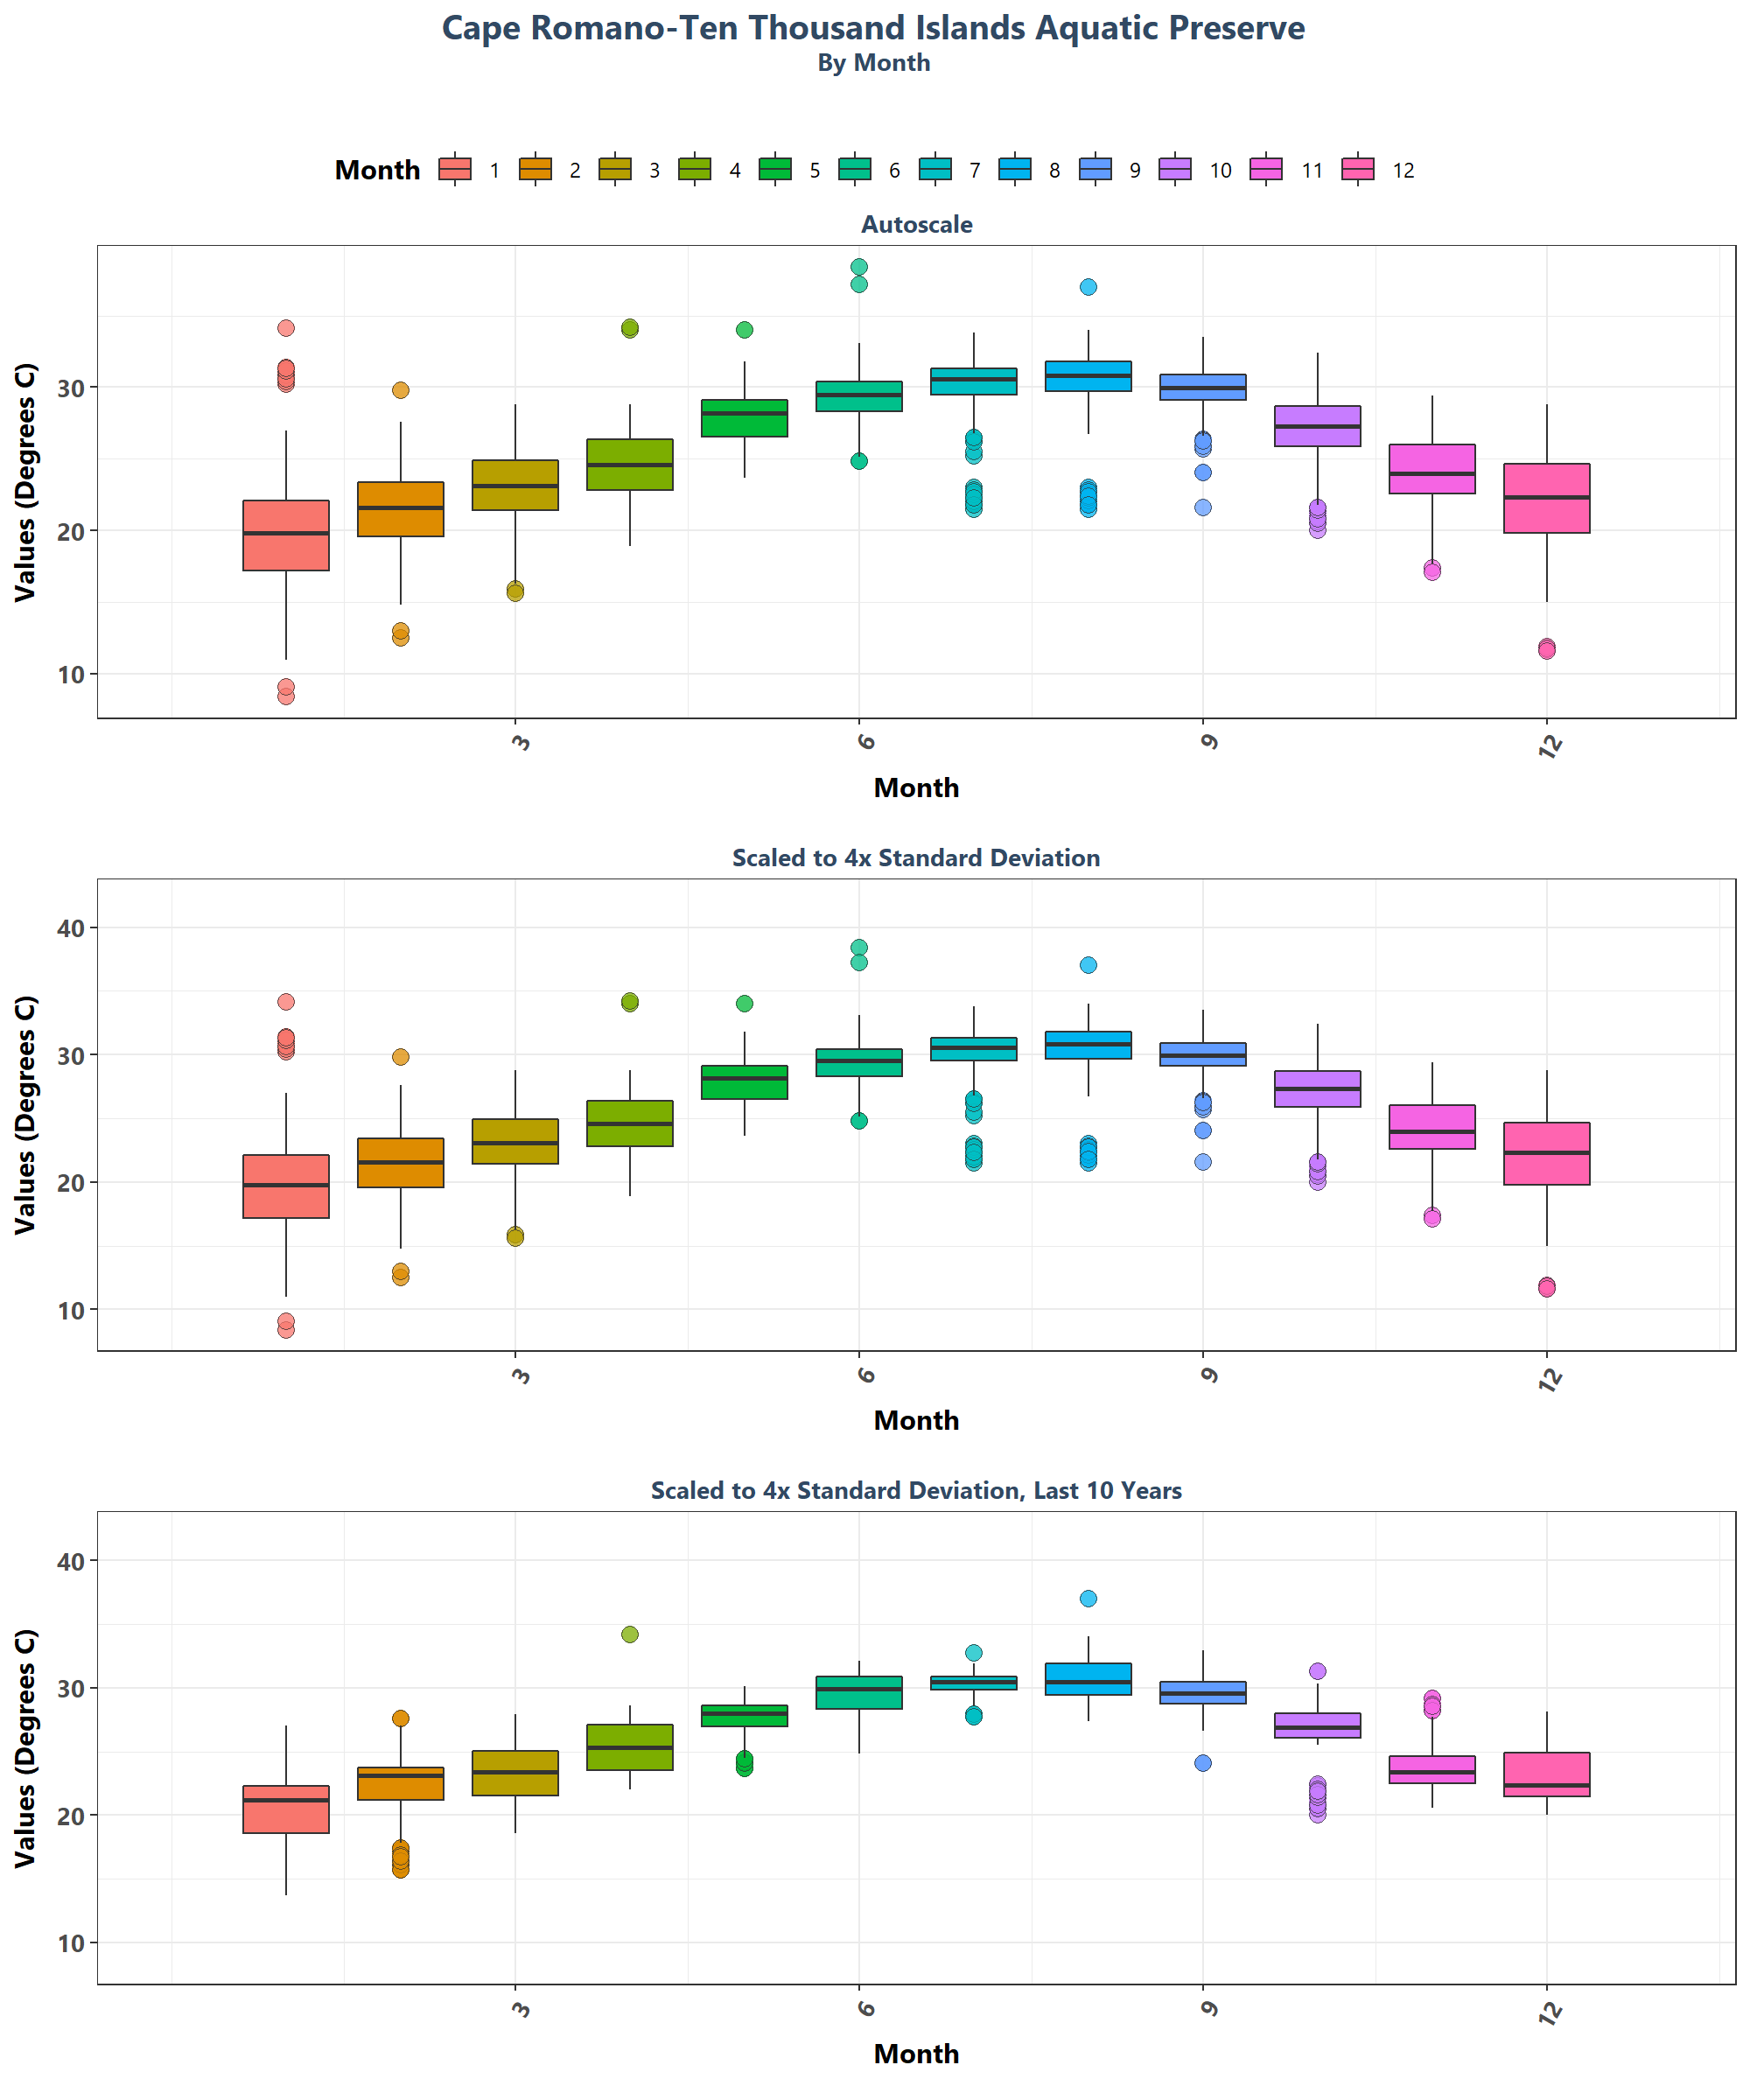 Cape Romano-Ten Thousand Islands Aquatic Preserve
By Month
Month 1 2 3 4 5 6 7 8 9 10 11 12
Autoscale
Values (Degrees C)
30
20
10
3 6 9 12
Month
Scaled to 4x Standard Deviation
Values (Degrees C)
40
30
20
10
3 6 9 12
Month
Scaled to 4x Standard Deviation, Last 10 Years
Values (Degrees C)
40
30
20
10
3 6 9 12
Month